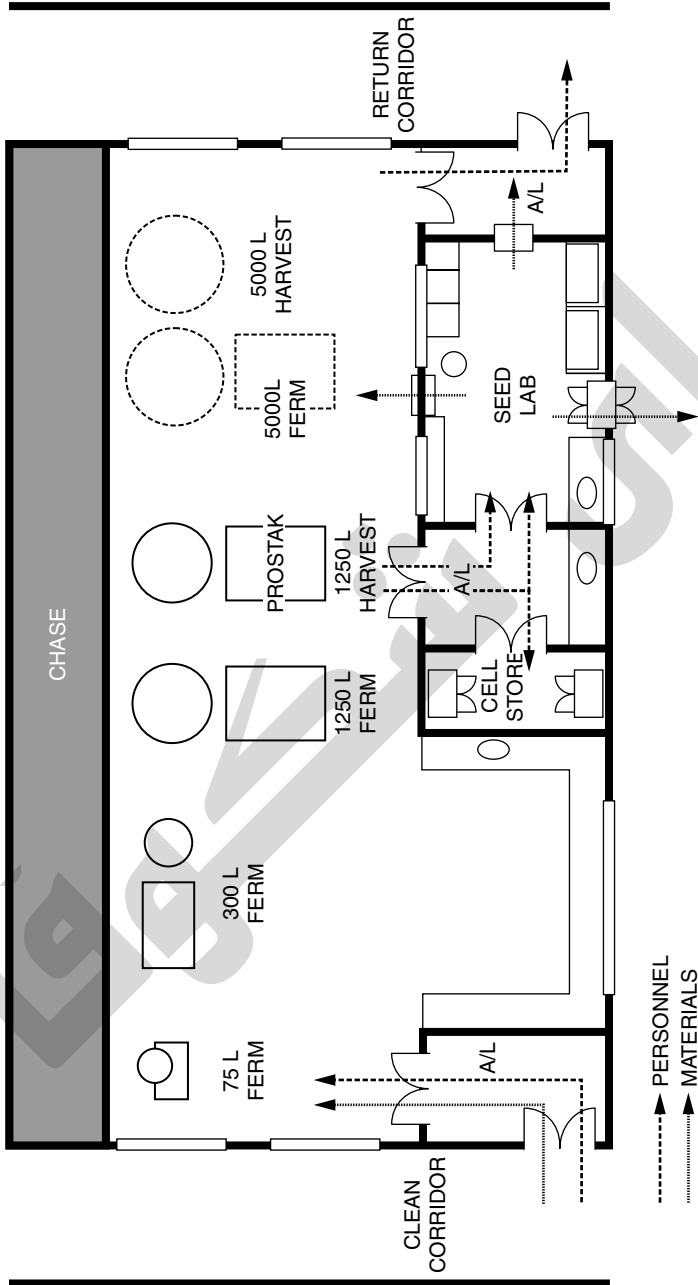 CHASE
75 L
FERM
300 L
FERM
1250 L
FERM
PROSTAK
1250 L
HARVEST
5000L
FERM
5000 L
HARVEST
CLEAN
CORRIDOR
A/L
CELL
STORE
A/L
SEED
LAB
A/L
RETURN
CORRIDOR
PERSONNEL
MATERIALS